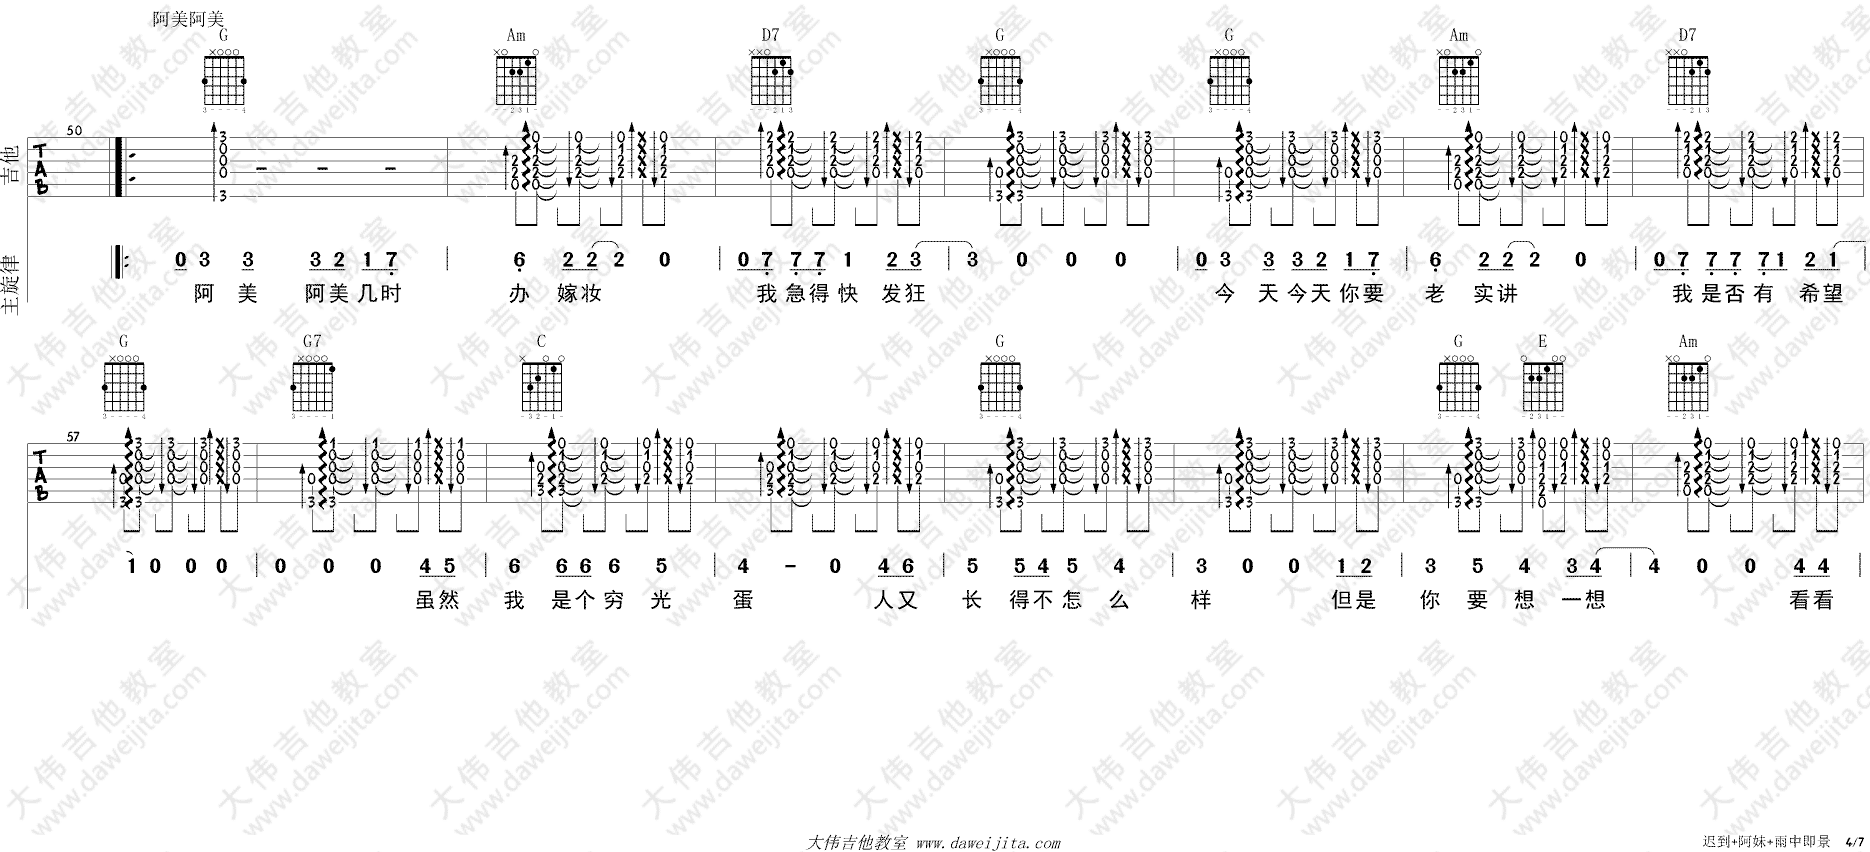 阿美阿美
G Am D7 G G Am D7
50
吉他 TAB
主旋律 0 3 3 3 2 1 7 6 2 2 2 0 0 7 7 7 1 2 3 3 0 0 0 0 3 3 3 2 1 7 6 2 2 2 0 0 7 7 7 7 1 2 1
阿 美 阿美 几时 办 嫁妆 我 急得 快 发狂 今 天 今天 你要 老 实讲 我 是否 有 希望
G G7 C G G E Am
57
TAB
1 0 0 0 0 0 0 4 5 6 6 6 6 5 4 - 0 4 6 5 5 4 5 4 3 0 0 1 2 3 5 4 3 4 4 0 0 4 4
虽然 我 是个 穷 光 蛋 人又 长 得不 怎 么 样 但是 你 要 想 一想 看看
大伟吉他教室 www.daweijita.com
迟到+阿妹+雨中即景 4/7